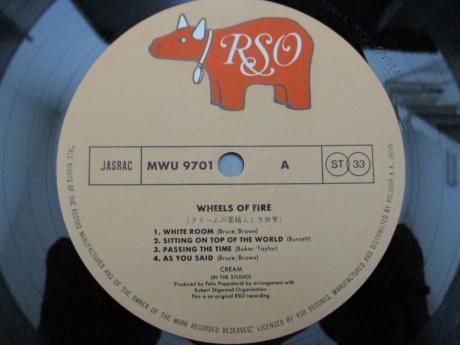 RSO
JASRAC MWU 9701 A ST 33
WHEELS OF FIRE
(クリームの素晴らしき世界)
1. WHITE ROOM (Bruce/Brown)
2. SITTING ON TOP OF THE WORLD (Burnett)
3. PASSING THE TIME (Baker/Taylor)
4. AS YOU SAID (Bruce/Brown)
CREAM
(IN THE STUDIO)
Produced by Felix Pappalardi by arrangement with
Robert Stigwood Organisation.
This is an original RSO recording
"ALL RIGHTS OF THE RECORD MANUFACTURER AND OF THE OWNER OF THE WORK RECORDED RESERVED," LICENSED BY RSO RECORDS, MANUFACTURED AND DISTRIBUTED BY POLYDOR K.K., JAPAN